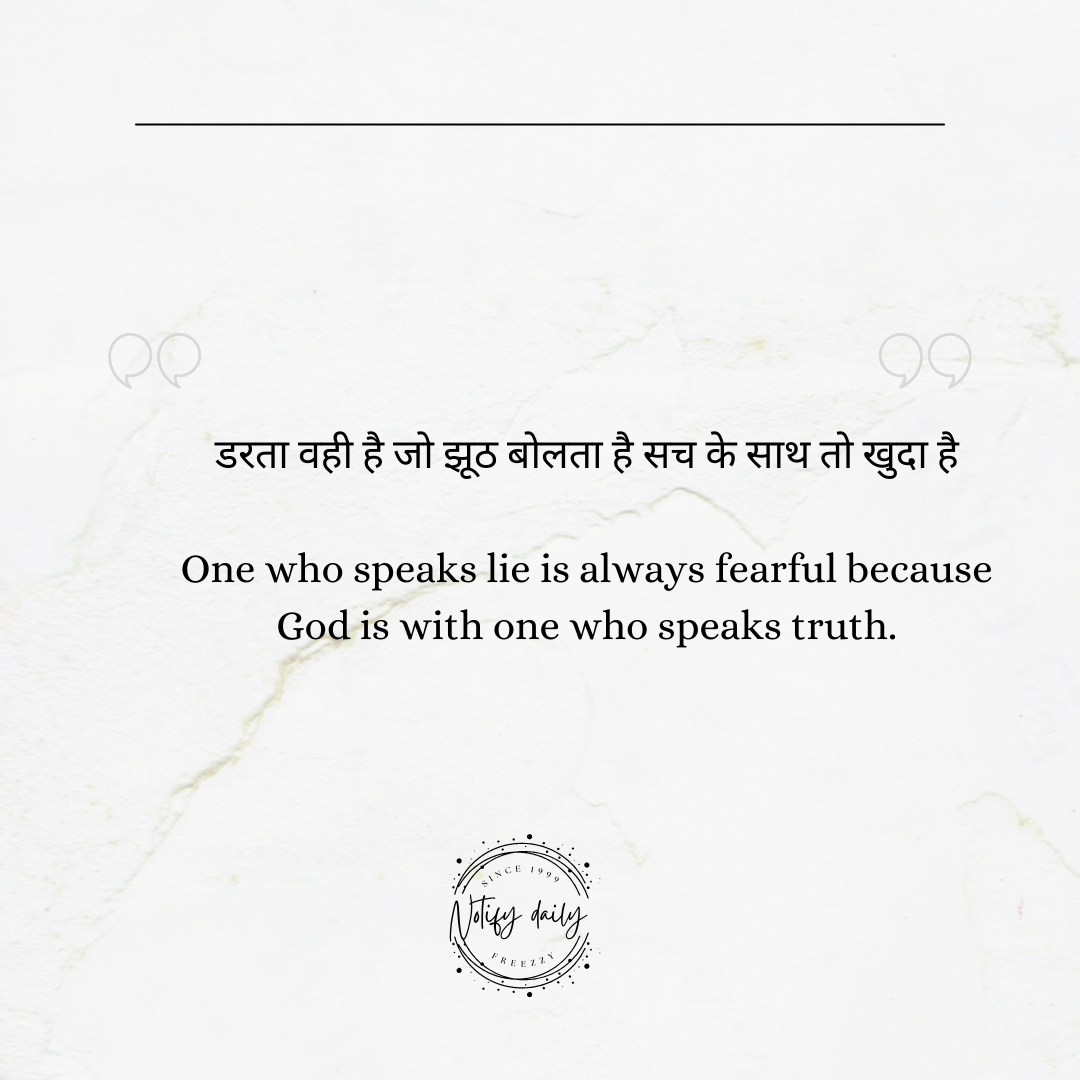 डरता वही है जो झूठ बोलता है सच के साथ तो खुदा है
One who speaks lie is always fearful because
God is with one who speaks truth.
SINCE 1999
Notify daily
FREEZZY